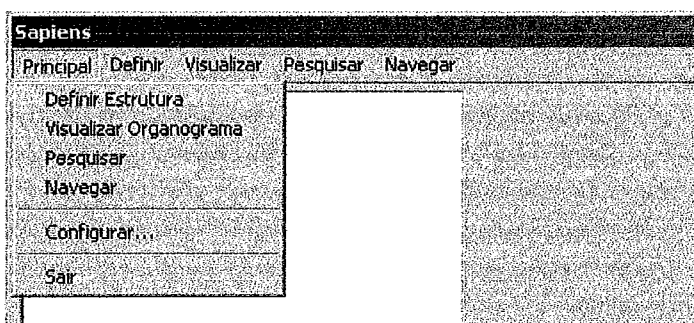 Sapiens
Principal Definir Visualizar Pesquisar Navegar
Definir Estrutura
Visualizar Organograma
Pesquisar
Navegar
Configurar...
Sair